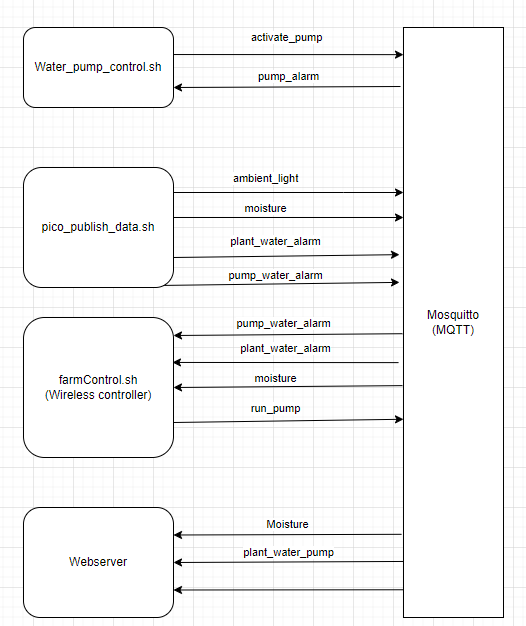 activate_pump
Water_pump_control.sh
pump_alarm
ambient_light
moisture
pico_publish_data.sh
plant_water_alarm
pump_water_alarm
Mosquitto
(MQTT)
pump_water_alarm
plant_water_alarm
farmControl.sh
(Wireless controller)
moisture
run_pump
Moisture
plant_water_pump
Webserver